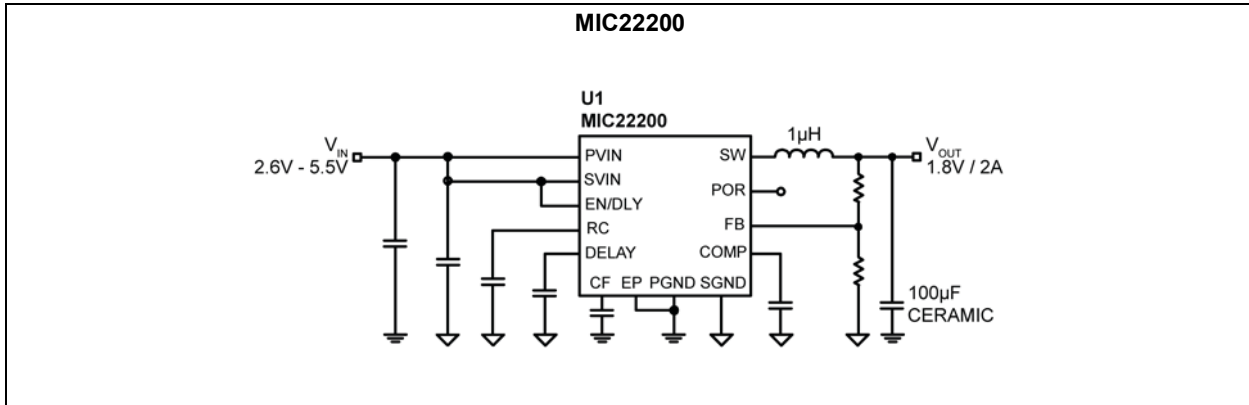 MIC22200
U1
MIC22200
1µH
V_IN
2.6V - 5.5V
PVIN
SW
V_OUT
1.8V / 2A
SVIN
POR
EN/DLY
RC
FB
DELAY
COMP
CF EP PGND SGND
100µF
CERAMIC